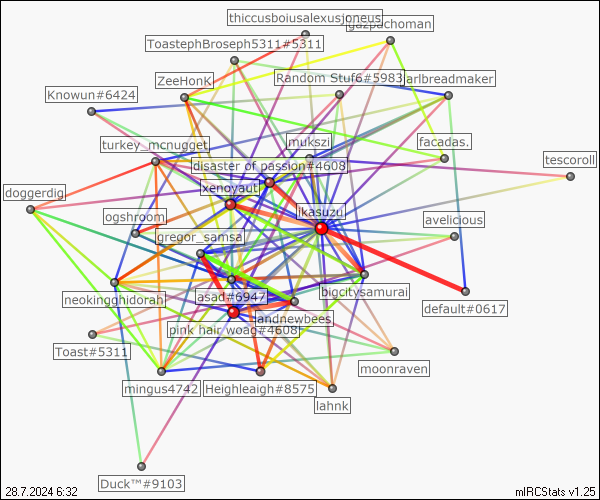 thiccusboiusalexusjoneus
gazpachoman
ToastephBroseph5311#5311
ZeeHonK
Random Stuf6#5983
arlbreadmaker
Knowun#6424
turkey_mcnugget
mukszi
facadas.
tescoroll
disaster of passion#4608
xenoyaut
doggerdig
ogshroom
lkasuzu
avelicious
gregor_samsa
neokingghidorah
asad#6947
bigcitysamurai
default#0617
handnewbees
pink hair woag#4608
Toast#5311
moonraven
mingus4742
Heighleaigh#8575
lahnk
Duck™#9103
28.7.2024 6:32
mIRCStats v1.25